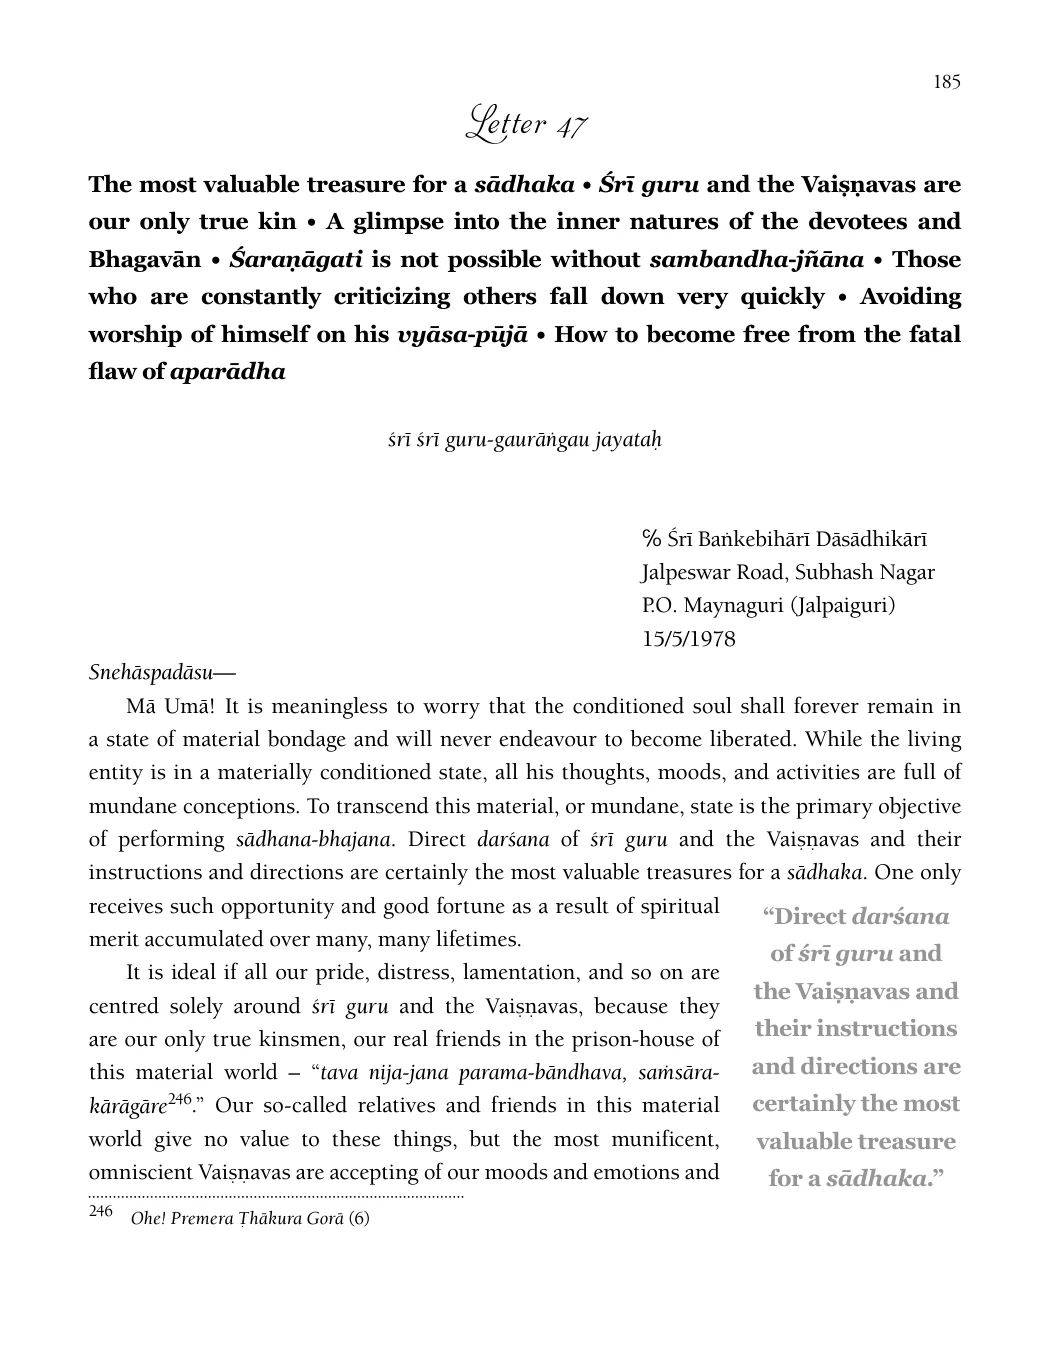 185
Letter 47
The most valuable treasure for a sādhaka • Śrī guru and the Vaiṣṇavas are
our only true kin • A glimpse into the inner natures of the devotees and
Bhagavān • Śaraṇāgati is not possible without sambandha-jñāna • Those
who are constantly criticizing others fall down very quickly • Avoiding
worship of himself on his vyāsa-pūjā • How to become free from the fatal
flaw of aparādha
śrī śrī guru-gaurāṅgau jayataḥ
℅ Śrī Baṅkebihārī Dāsādhikārī
Jalpeswar Road, Subhash Nagar
P.O. Maynaguri (Jalpaiguri)
15/5/1978
Snehāspadāsu—
Mā Umā! It is meaningless to worry that the conditioned soul shall forever remain in
a state of material bondage and will never endeavour to become liberated. While the living
entity is in a materially conditioned state, all his thoughts, moods, and activities are full of
mundane conceptions. To transcend this material, or mundane, state is the primary objective
of performing sādhana-bhajana. Direct darśana of śrī guru and the Vaiṣṇavas and their
instructions and directions are certainly the most valuable treasures for a sādhaka. One only
receives such opportunity and good fortune as a result of spiritual
merit accumulated over many, many lifetimes.
It is ideal if all our pride, distress, lamentation, and so on are
centred solely around śrī guru and the Vaiṣṇavas, because they
are our only true kinsmen, our real friends in the prison-house of
this material world – “tava nija-jana parama-bāndhava, saṁsāra-
kārāgāre246.” Our so-called relatives and friends in this material
world give no value to these things, but the most munificent,
omniscient Vaiṣṇavas are accepting of our moods and emotions and
“Direct darśana
of śrī guru and
the Vaiṣṇavas and
their instructions
and directions are
certainly the most
valuable treasure
for a sādhaka.”
246 Ohe! Premera Ṭhākura Gorā (6)